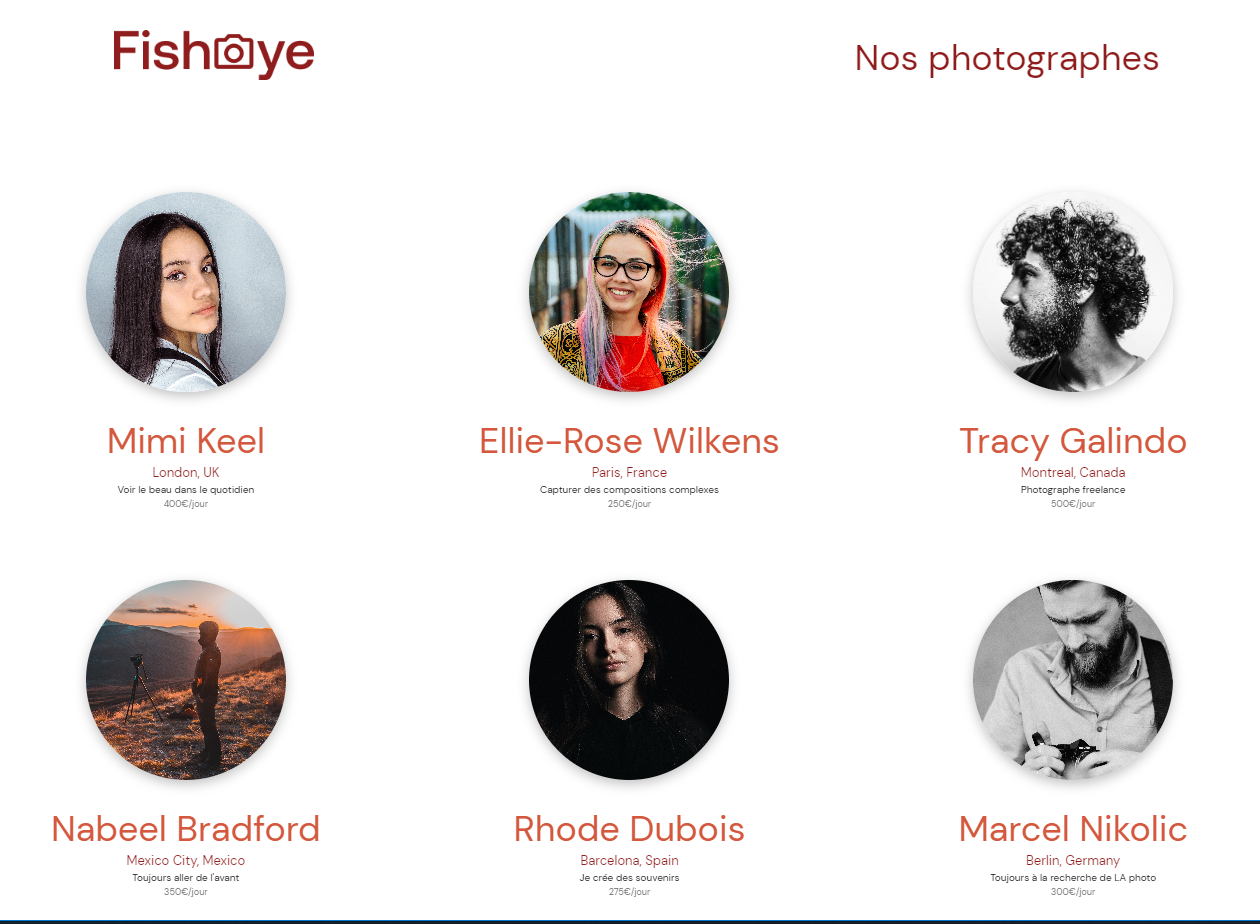 FishEye
Nos photographes
Mimi Keel
London, UK
Voir le beau dans le quotidien
400€/jour
Ellie-Rose Wilkens
Paris, France
Capturer des compositions complexes
250€/jour
Tracy Galindo
Montreal, Canada
Photographe freelance
500€/jour
Nabeel Bradford
Mexico City, Mexico
Toujours aller de l'avant
350€/jour
Rhode Dubois
Barcelona, Spain
Je crée des souvenirs
275€/jour
Marcel Nikolic
Berlin, Germany
Toujours à la recherche de LA photo
300€/jour